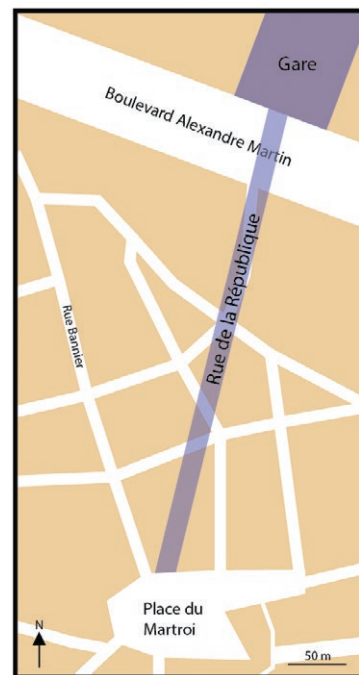 Gare
Boulevard Alexandre Martin
Rue de la République
Rue Bannier
Place du
Martroi
N
50 m